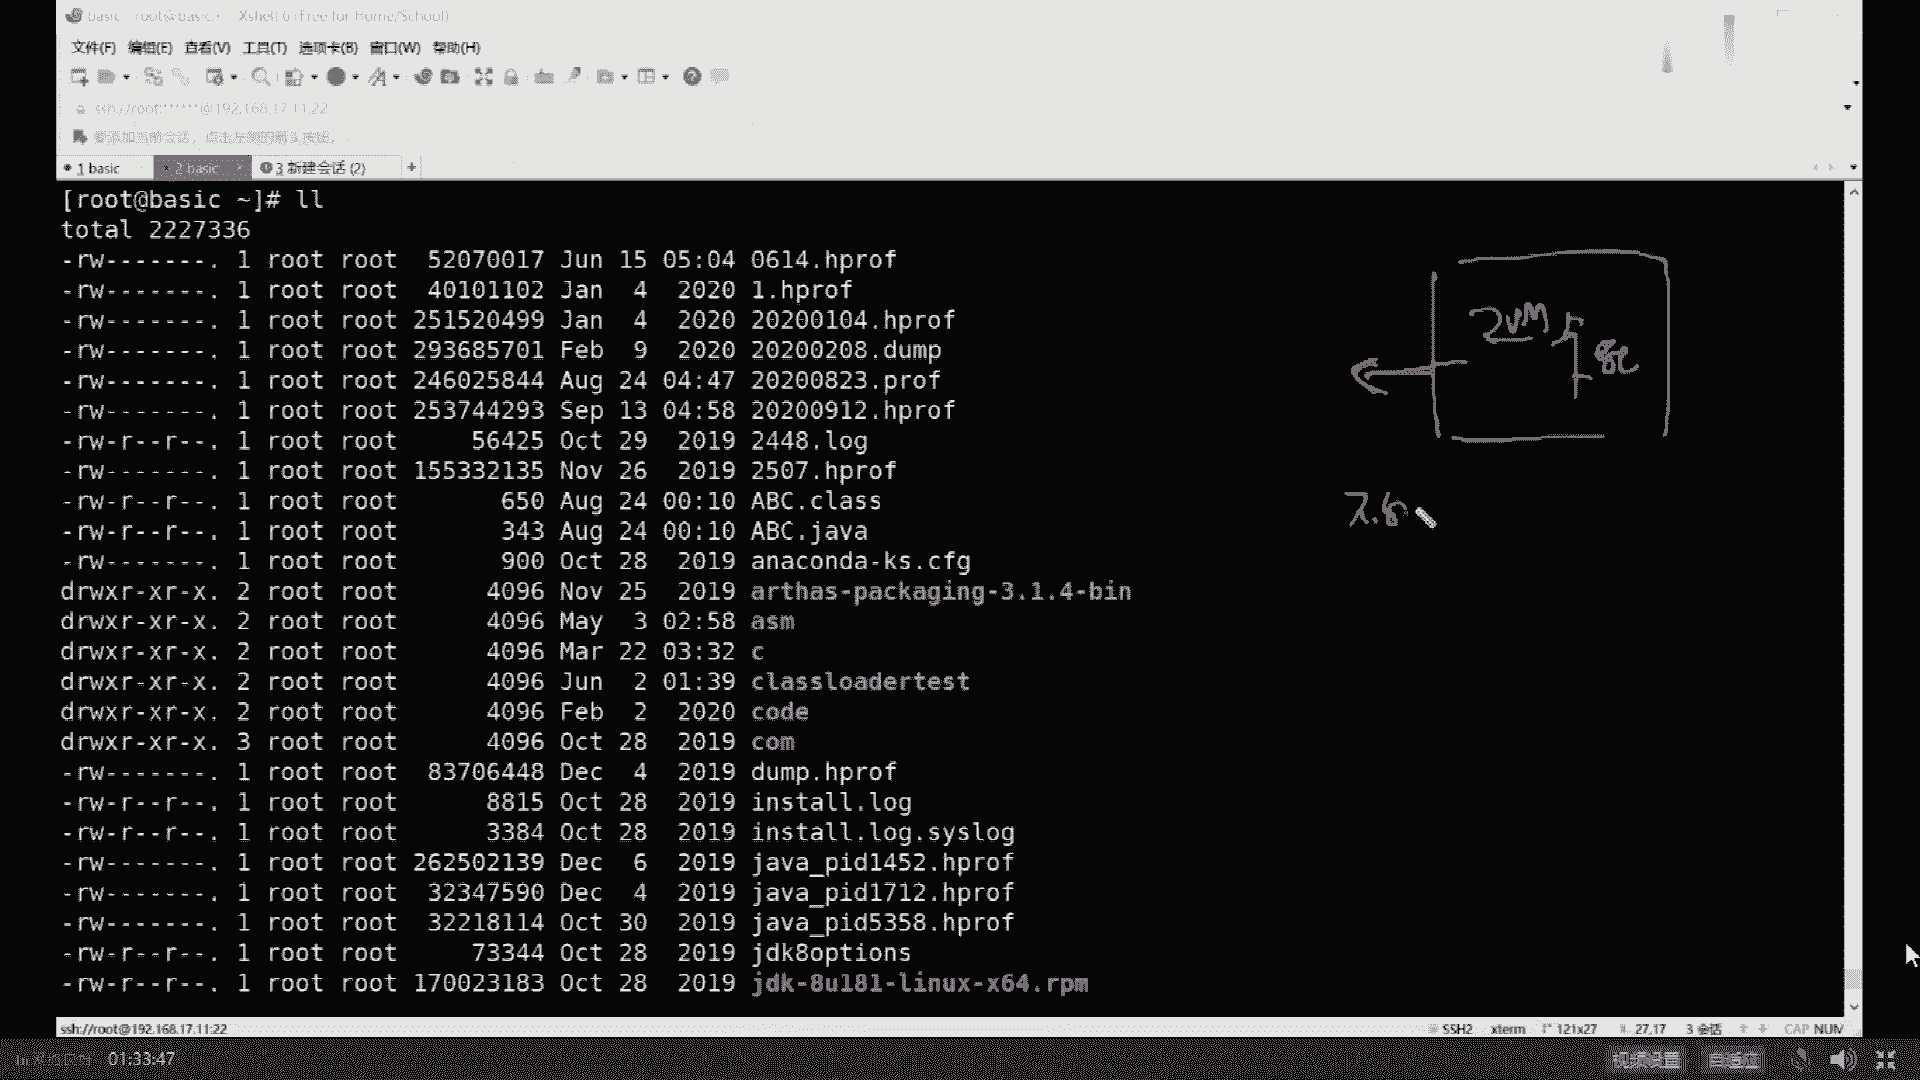 basic - root@basic:~ - Xshell 6 (Free for Home/School)
文件(F) 编辑(E) 查看(V) 工具(T) 选项卡(B) 窗口(W) 帮助(H)
ssh://root:******@192.168.17.11:22
要添加当前会话，点击左侧的箭头按钮。
1 basic 2 basic × 3 新建会话 (2) +
[root@basic ~]# ll
total 2227336
-rw-------. 1 root root  52070017 Jun 15 05:04 0614.hprof
-rw-------. 1 root root  40101102 Jan  4  2020 1.hprof
-rw-------. 1 root root 251520499 Jan  4  2020 20200104.hprof
-rw-------. 1 root root 293685701 Feb  9  2020 20200208.dump
-rw-------. 1 root root 246025844 Aug 24 04:47 20200823.prof
-rw-------. 1 root root 253744293 Sep 13 04:58 20200912.hprof
-rw-r--r--. 1 root root     56425 Oct 29  2019 2448.log
-rw-------. 1 root root 155332135 Nov 26  2019 2507.hprof
-rw-r--r--. 1 root root       650 Aug 24 00:10 ABC.class
-rw-r--r--. 1 root root       343 Aug 24 00:10 ABC.java
-rw-------. 1 root root       900 Oct 28  2019 anaconda-ks.cfg
drwxr-xr-x. 2 root root      4096 Nov 25  2019 arthas-packaging-3.1.4-bin
drwxr-xr-x. 2 root root      4096 May  3 02:58 asm
drwxr-xr-x. 2 root root      4096 Mar 22 03:32 c
drwxr-xr-x. 2 root root      4096 Jun  2 01:39 classloadertest
drwxr-xr-x. 2 root root      4096 Feb  2  2020 code
drwxr-xr-x. 3 root root      4096 Oct 28  2019 com
-rw-------. 1 root root  83706448 Dec  4  2019 dump.hprof
-rw-r--r--. 1 root root      8815 Oct 28  2019 install.log
-rw-r--r--. 1 root root      3384 Oct 28  2019 install.log.syslog
-rw-------. 1 root root 262502139 Dec  6  2019 java_pid1452.hprof
-rw-------. 1 root root  32347590 Dec  4  2019 java_pid1712.hprof
-rw-------. 1 root root  32218114 Oct 30  2019 java_pid5358.hprof
-rw-r--r--. 1 root root     73344 Oct 28  2019 jdk8options
-rw-r--r--. 1 root root 170023183 Oct 28  2019 jdk-8u181-linux-x64.rpm
JVM
7.8
ssh://root@192.168.17.11:22 SSH2 xterm 121x27 27,17 3 会话 CAP NUM
01:33:47 视频设置 自适应